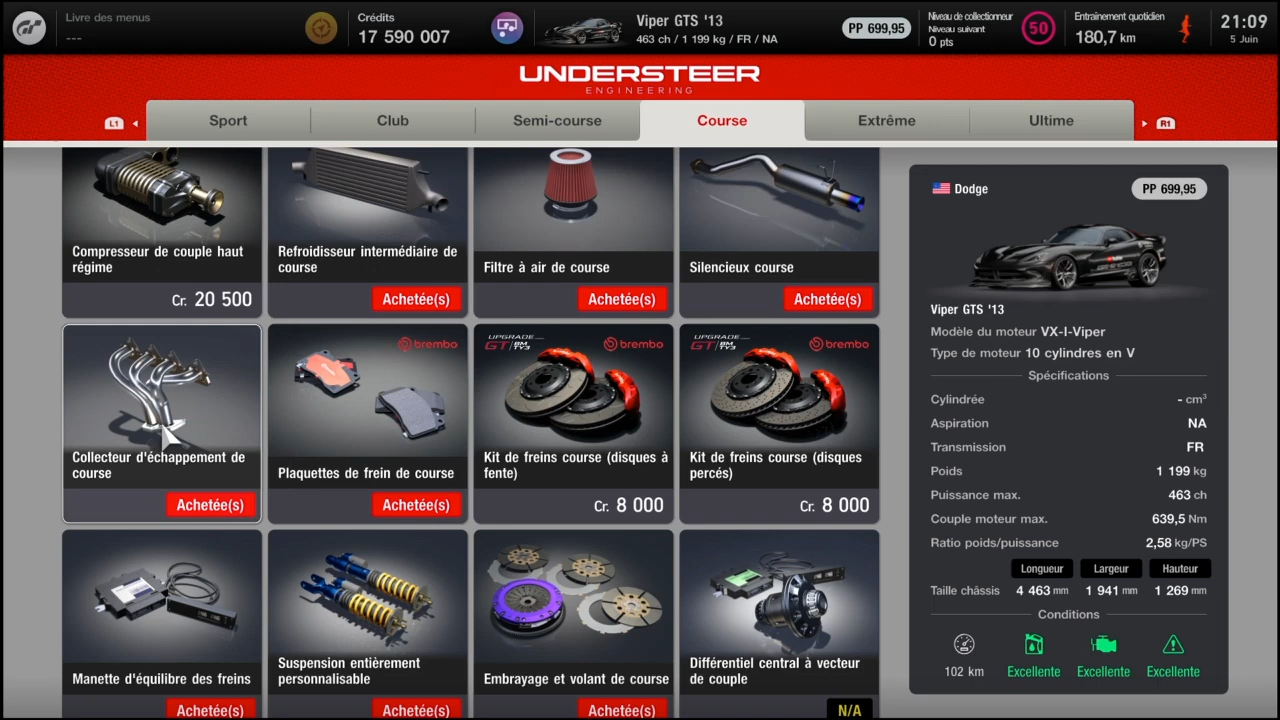 Livre des menus
---
Crédits
17 590 007
Viper GTS '13
463 ch / 1 199 kg / FR / NA
PP 699,95
Niveau de collectionneur
Niveau suivant
0 pts
50
Entraînement quotidien
180,7 km
21:09
5 Juin
UNDERSTEER
ENGINEERING
L1
Sport
Club
Semi-course
Course
Extrême
Ultime
R1
Compresseur de couple haut
régime
Cr. 20 500
Refroidisseur intermédiaire de
course
Achetée(s)
Filtre à air de course
Achetée(s)
Silencieux course
Achetée(s)
Collecteur d'échappement de
course
Achetée(s)
brembo
Plaquettes de frein de course
Achetée(s)
UPGRADE
GT/BM
TY3
brembo
Kit de freins course (disques à
fente)
Cr. 8 000
UPGRADE
GT/BM
TY3
brembo
Kit de freins course (disques
percés)
Cr. 8 000
Manette d'équilibre des freins
Achetée(s)
Suspension entièrement
personnalisable
Achetée(s)
Embrayage et volant de course
Achetée(s)
Différentiel central à vecteur
de couple
N/A
Dodge
PP 699,95
Viper GTS '13
Modèle du moteur VX-I-Viper
Type de moteur 10 cylindres en V
Spécifications
Cylindrée - cm³
Aspiration NA
Transmission FR
Poids 1 199 kg
Puissance max. 463 ch
Couple moteur max. 639,5 Nm
Ratio poids/puissance 2,58 kg/PS
Longueur Largeur Hauteur
Taille châssis 4 463 mm 1 941 mm 1 269 mm
Conditions
102 km Excellente Excellente Excellente